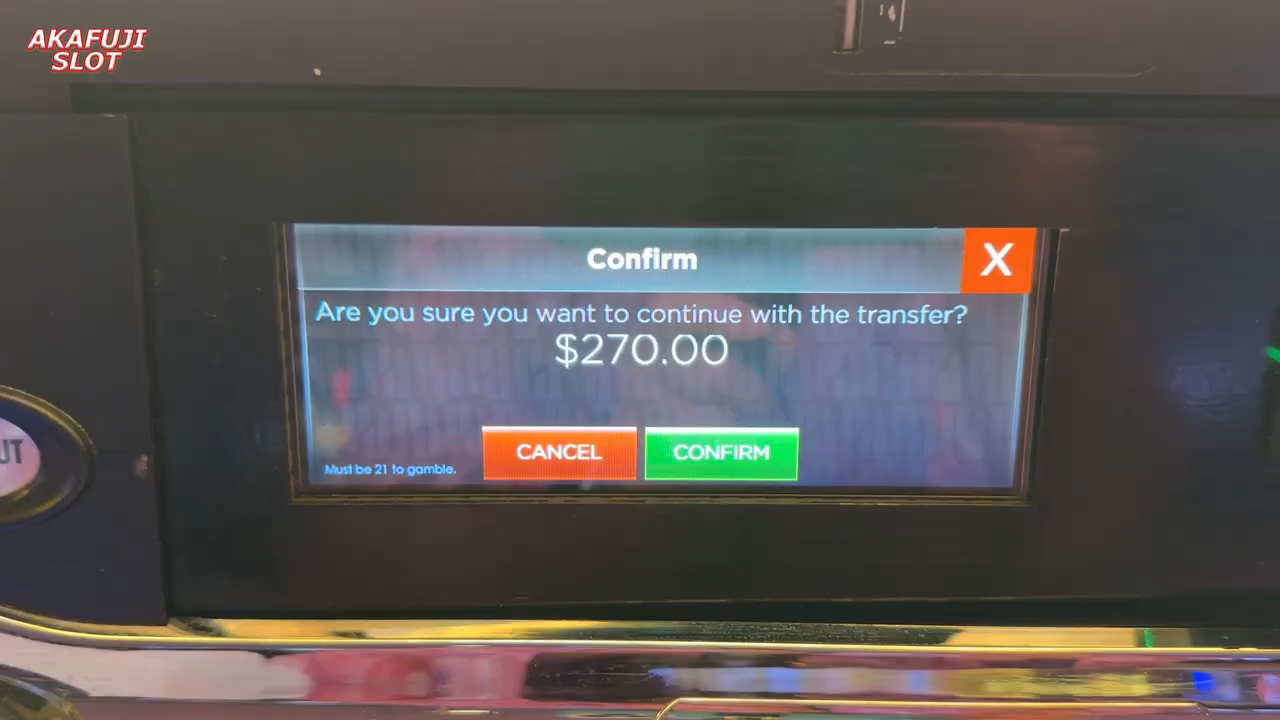 AKAFUJI
SLOT
Confirm
X
Are you sure you want to continue with the transfer?
$270.00
CANCEL
CONFIRM
Must be 21 to gamble.
UT